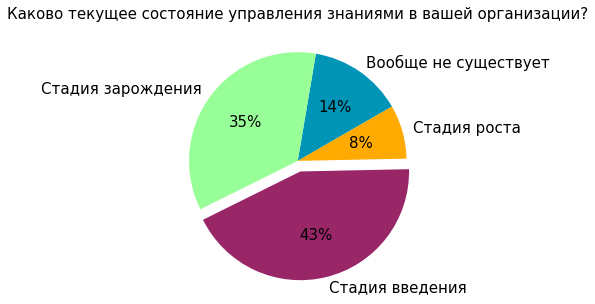 Каково текущее состояние управления знаниями в вашей организации?
Вообще не существует
Стадия зарождения
14%
35%
Стадия роста
8%
43%
Стадия введения